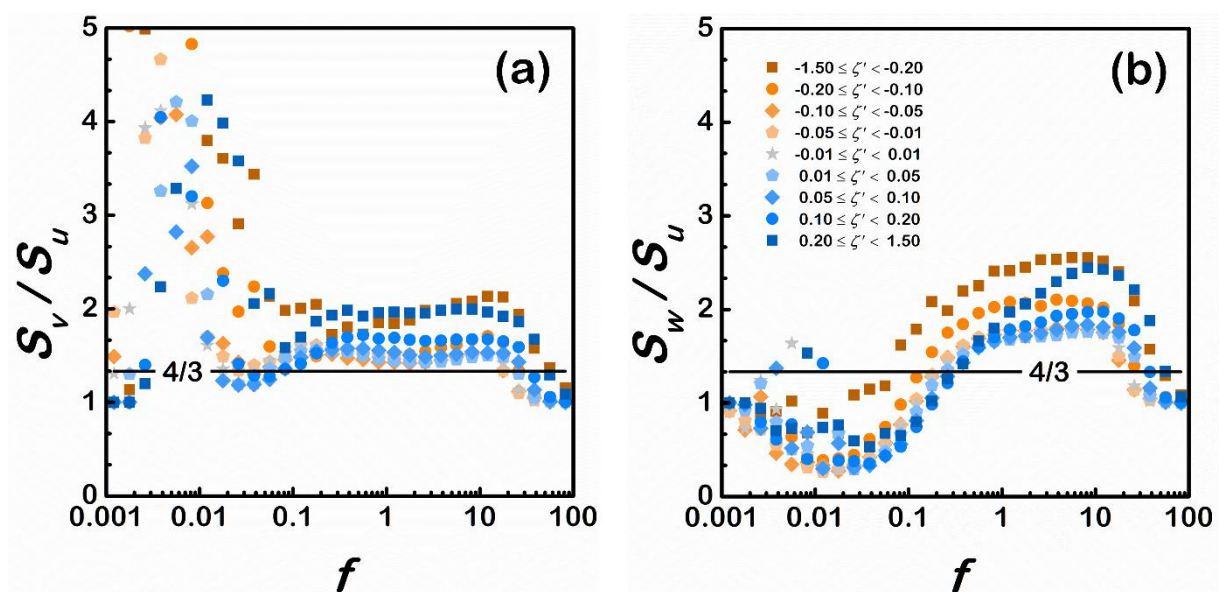 (a)
S_v / S_u
5
4
3
2
1
0
4/3
0.001 0.01 0.1 1 10 100
f
(b)
S_w / S_u
5
4
3
2
1
0
-1.50 ≤ ζ′ < -0.20
-0.20 ≤ ζ′ < -0.10
-0.10 ≤ ζ′ < -0.05
-0.05 ≤ ζ′ < -0.01
-0.01 ≤ ζ′ < 0.01
0.01 ≤ ζ′ < 0.05
0.05 ≤ ζ′ < 0.10
0.10 ≤ ζ′ < 0.20
0.20 ≤ ζ′ < 1.50
4/3
0.001 0.01 0.1 1 10 100
f